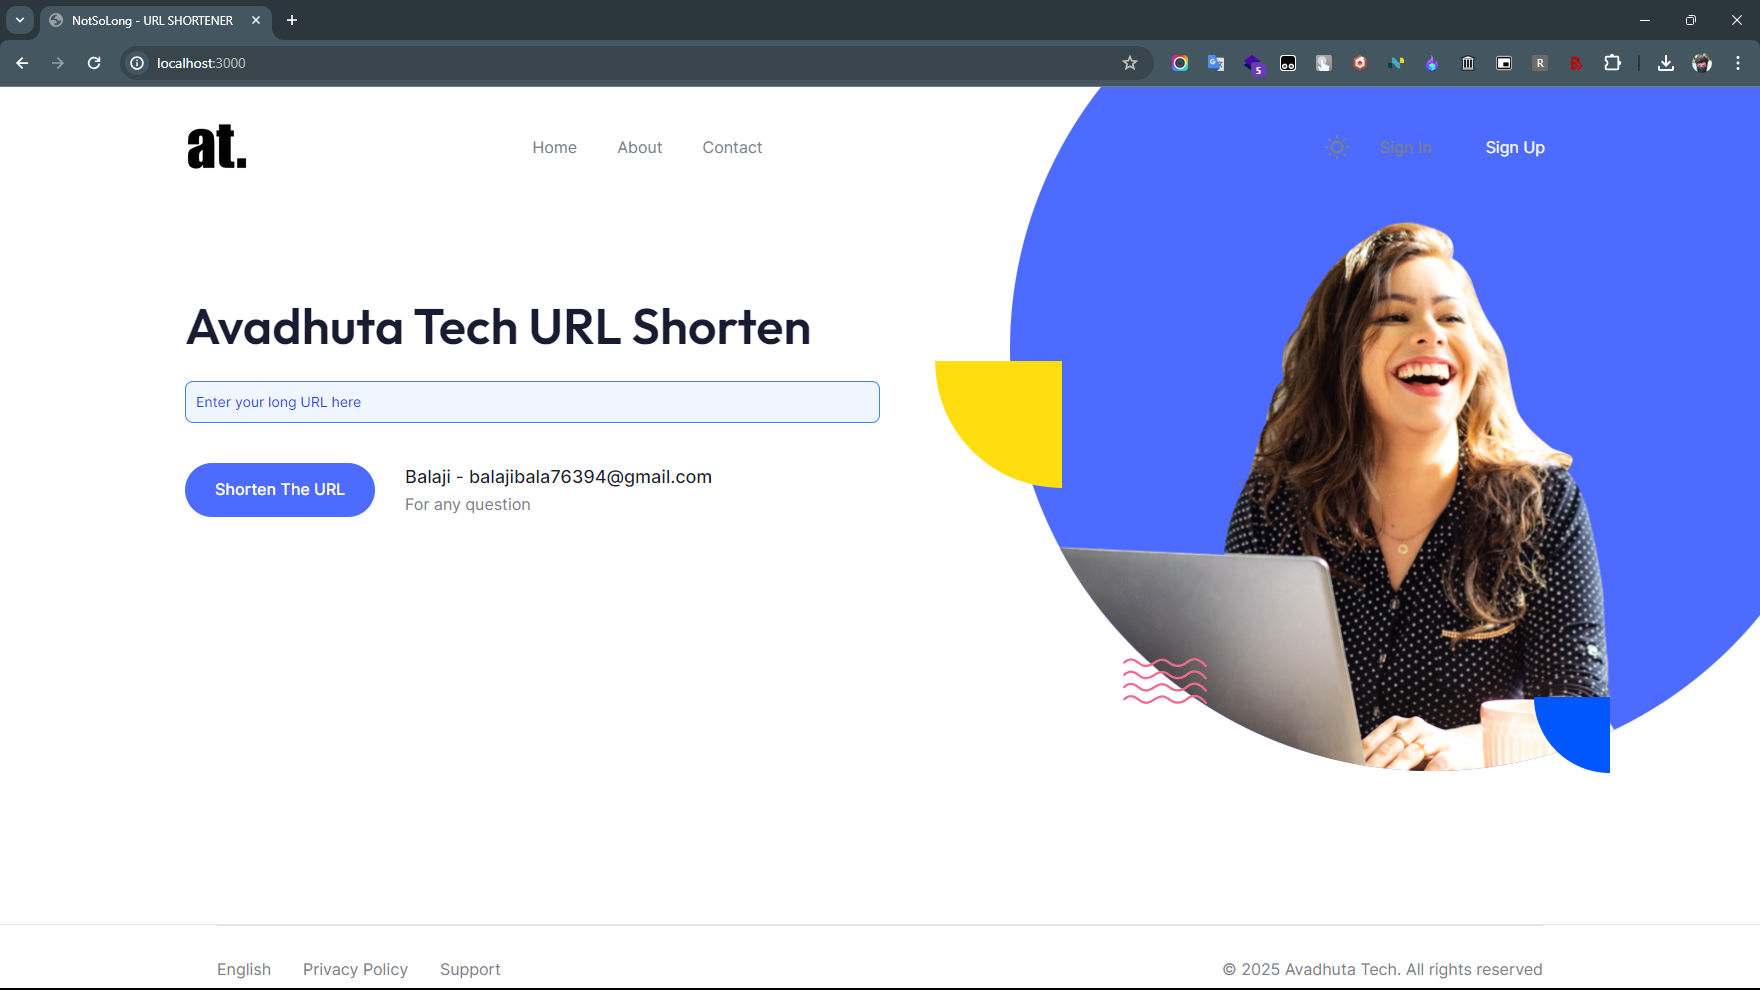 NotSoLong - URL SHORTENER
localhost:3000
5
R
at.
Home About Contact
Sign In Sign Up
Avadhuta Tech URL Shorten
Enter your long URL here
Shorten The URL
Balaji - balajibala76394@gmail.com
For any question
English Privacy Policy Support
© 2025 Avadhuta Tech. All rights reserved